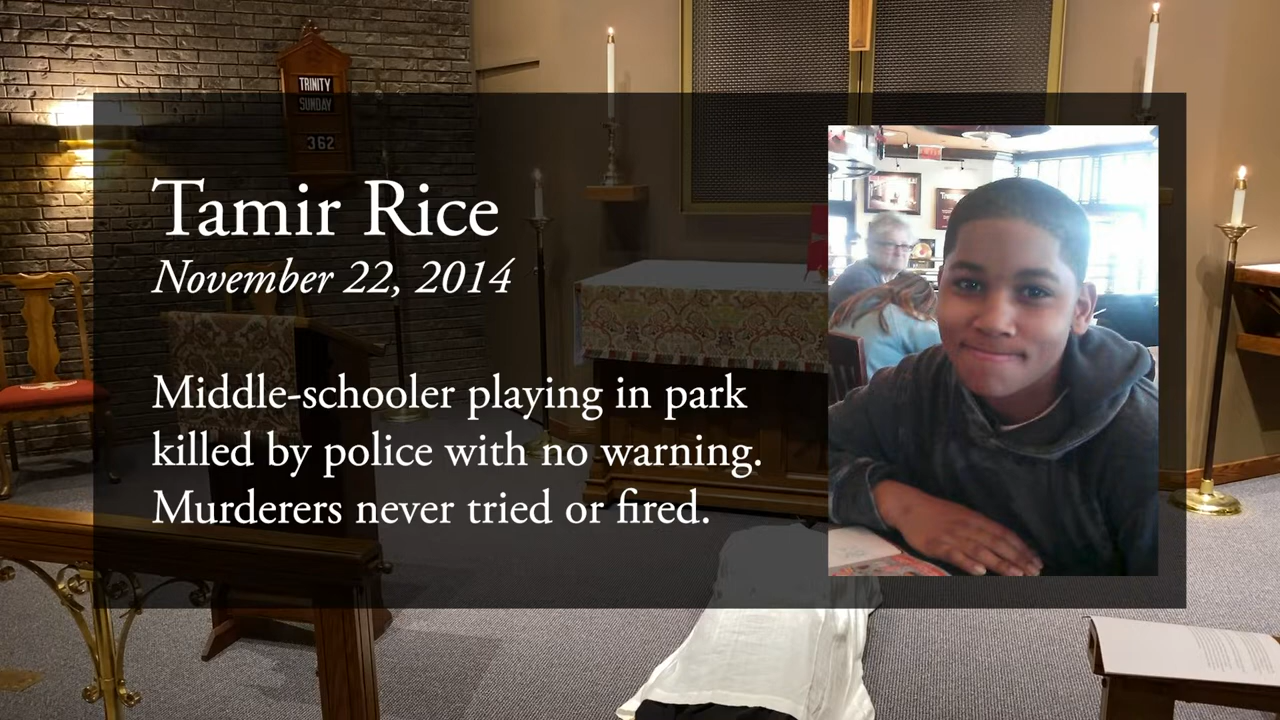 TRINITY
SUNDAY
362
Tamir Rice
November 22, 2014
Middle-schooler playing in park
killed by police with no warning.
Murderers never tried or fired.